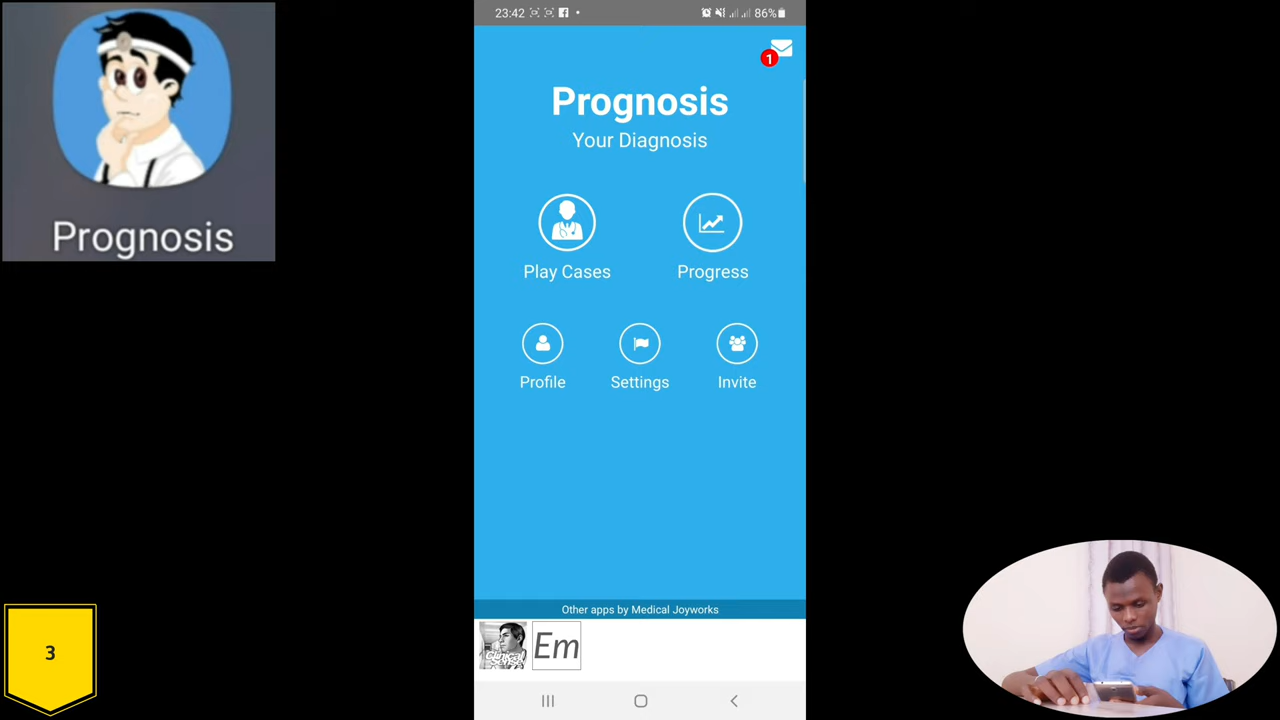 Prognosis
23:42
86%
1
Prognosis
Your Diagnosis
Play Cases
Progress
Profile
Settings
Invite
Other apps by Medical Joyworks
Clinical
Em
3